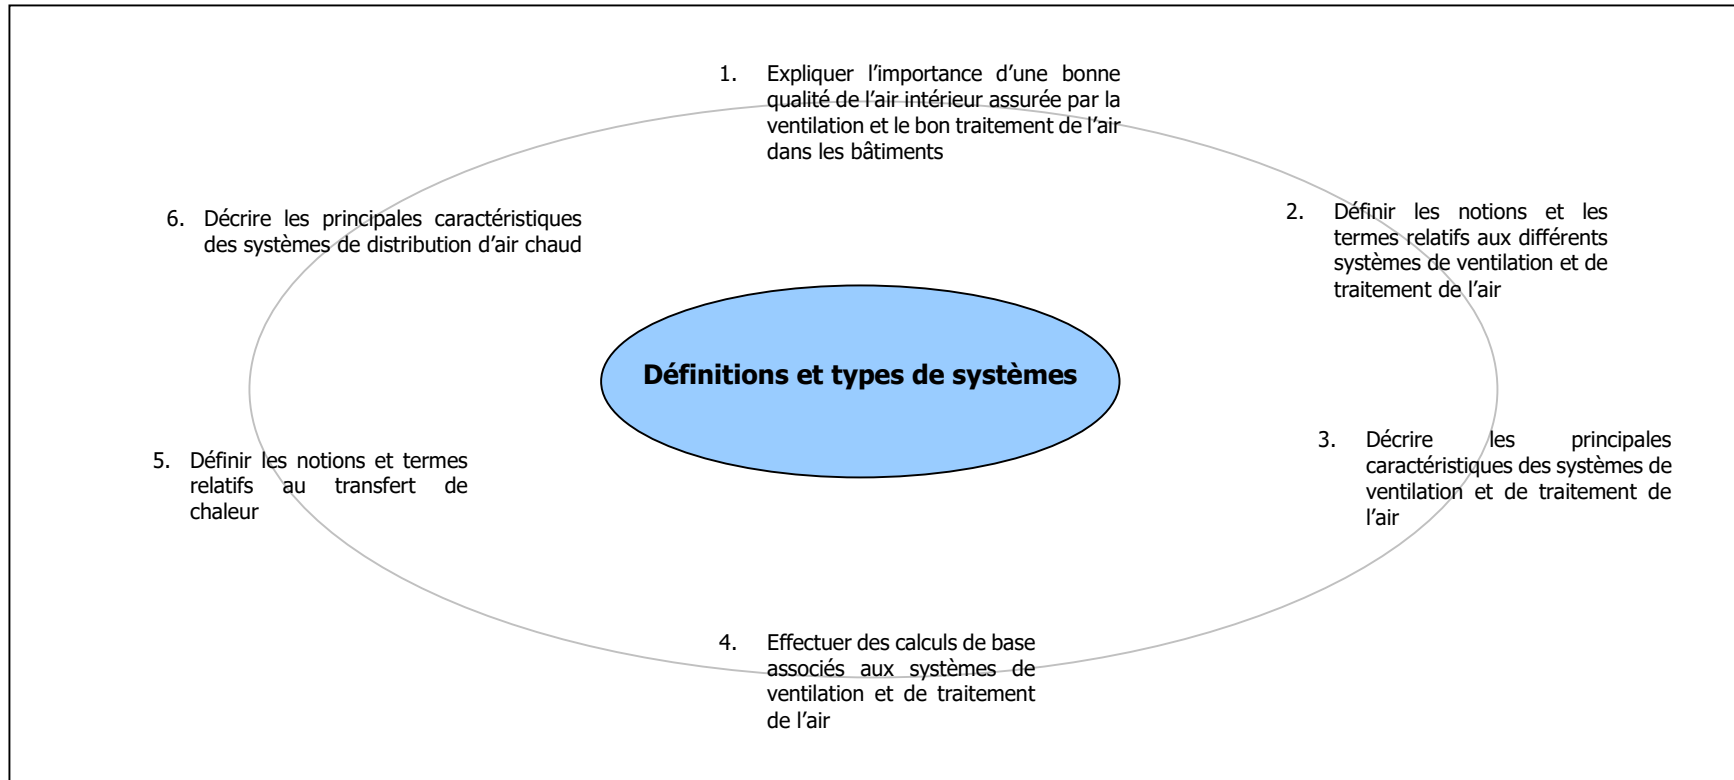 1. Expliquer l’importance d’une bonne
qualité de l’air intérieur assurée par la
ventilation et le bon traitement de l’air
dans les bâtiments
2. Définir les notions et les
termes relatifs aux différents
systèmes de ventilation et de
traitement de l’air
3. Décrire les principales
caractéristiques des systèmes de
ventilation et de traitement de
l’air
4. Effectuer des calculs de base
associés aux systèmes de
ventilation et de traitement
de l’air
5. Définir les notions et termes
relatifs au transfert de
chaleur
6. Décrire les principales caractéristiques
des systèmes de distribution d’air chaud
Définitions et types de systèmes